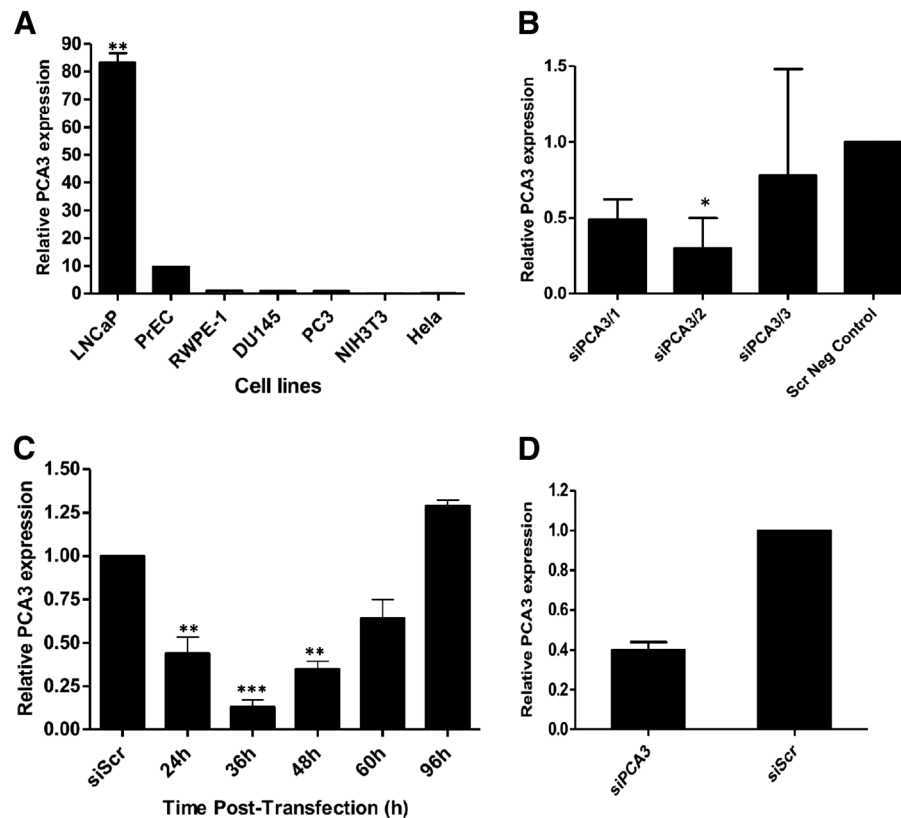 A
Relative PCA3 expression
90
80
70
60
50
40
30
20
10
0
**
LNCaP
PrEC
RWPE-1
DU145
PC3
NIH3T3
Hela
Cell lines
B
Relative PCA3 expression
1.5
1.0
0.5
0.0
*
siPCA3/1
siPCA3/2
siPCA3/3
Scr Neg Control
C
Relative PCA3 expression
1.50
1.25
1.00
0.75
0.50
0.25
0.00
**
***
**
siScr
24h
36h
48h
60h
96h
Time Post-Transfection (h)
D
Relative PCA3 expression
1.2
1.0
0.8
0.6
0.4
0.2
0.0
siPCA3
siScr